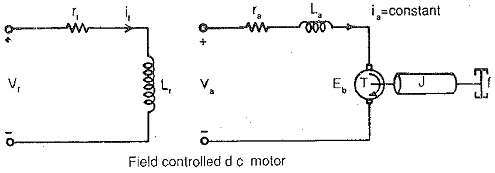 r_f i_f r_a L_a i_a=constant
+ +
V_f L_f V_a E_b T J f
− −
Field controlled d c motor